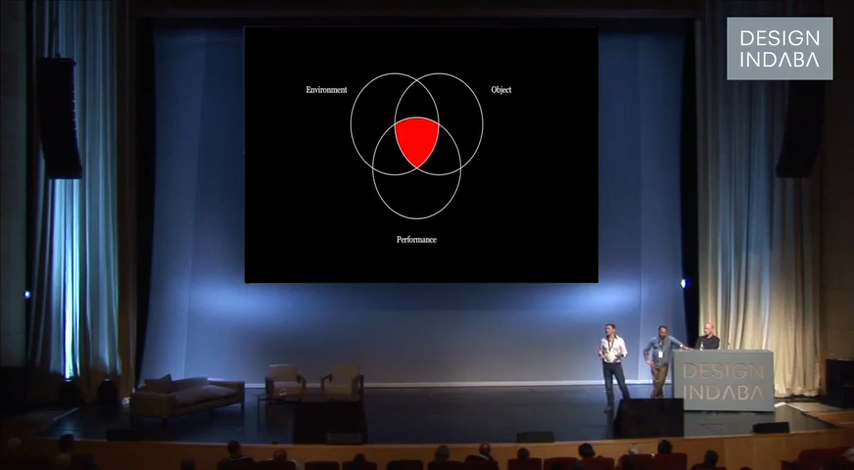 DESIGN
INDABA
Environment
Object
Performance
DESIGN
INDABA